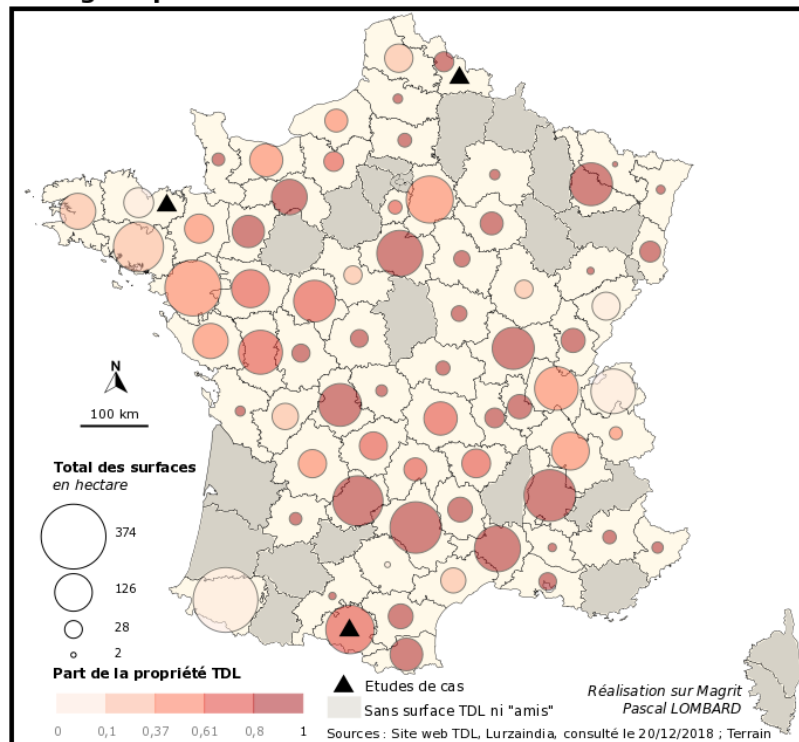 N
100 km
Total des surfaces
en hectare
374
126
28
2
Part de la propriété TDL
0 0,1 0,37 0,61 0,8 1
Etudes de cas
Sans surface TDL ni "amis"
Réalisation sur Magrit
Pascal LOMBARD
Sources : Site web TDL, Lurzaindia, consulté le 20/12/2018 ; Terrain